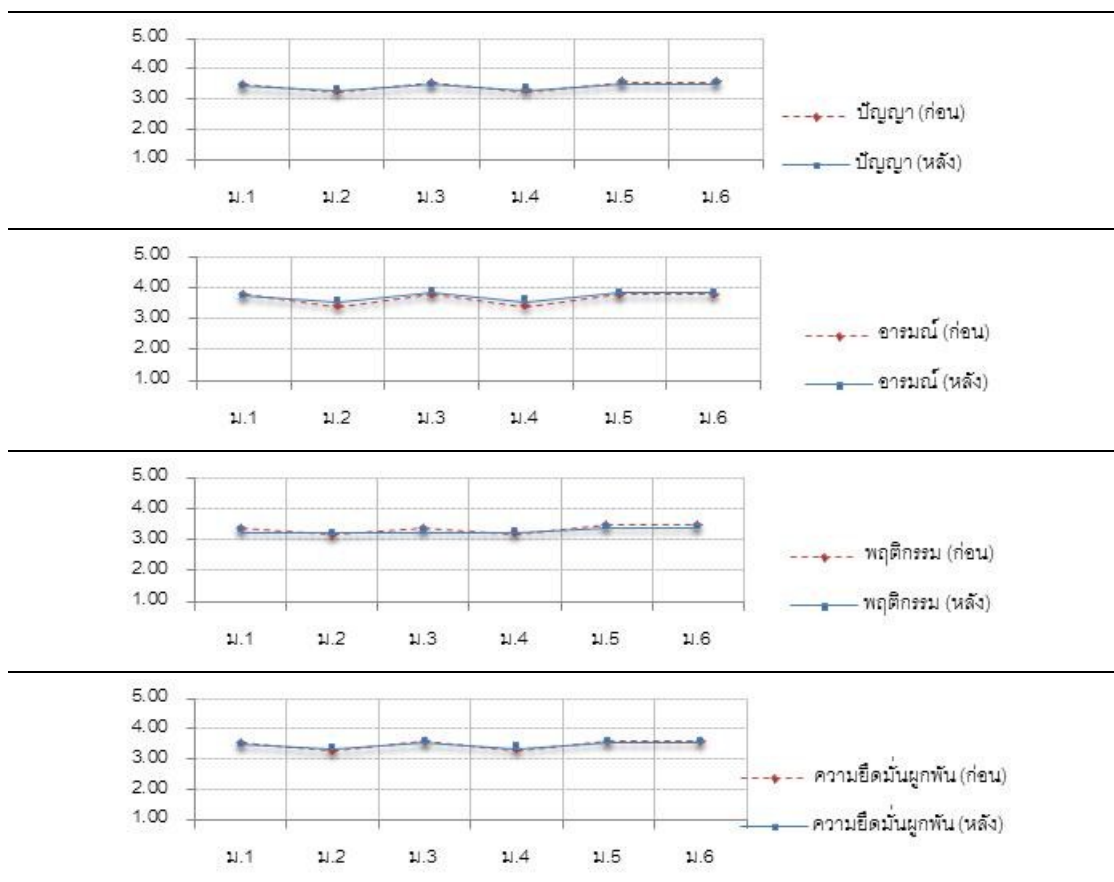 5.00
4.00
3.00
2.00
1.00
ม.1 ม.2 ม.3 ม.4 ม.5 ม.6
ปัญญา (ก่อน)
ปัญญา (หลัง)
5.00
4.00
3.00
2.00
1.00
ม.1 ม.2 ม.3 ม.4 ม.5 ม.6
อารมณ์ (ก่อน)
อารมณ์ (หลัง)
5.00
4.00
3.00
2.00
1.00
ม.1 ม.2 ม.3 ม.4 ม.5 ม.6
พฤติกรรม (ก่อน)
พฤติกรรม (หลัง)
5.00
4.00
3.00
2.00
1.00
ม.1 ม.2 ม.3 ม.4 ม.5 ม.6
ความยึดมั่นผูกพัน (ก่อน)
ความยึดมั่นผูกพัน (หลัง)